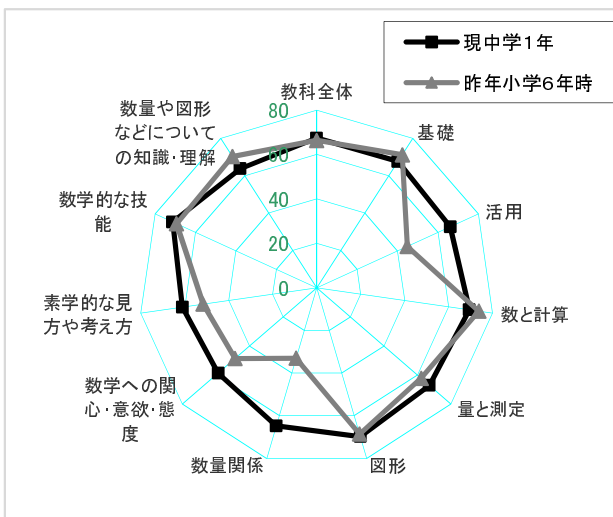 現中学1年
昨年小学6年時
教科全体
基礎
活用
数と計算
量と測定
図形
数量関係
数学への関
心・意欲・態
度
素学的な見
方や考え方
数学的な技
能
数量や図形
などについて
の知識・理解
80
60
40
20
0